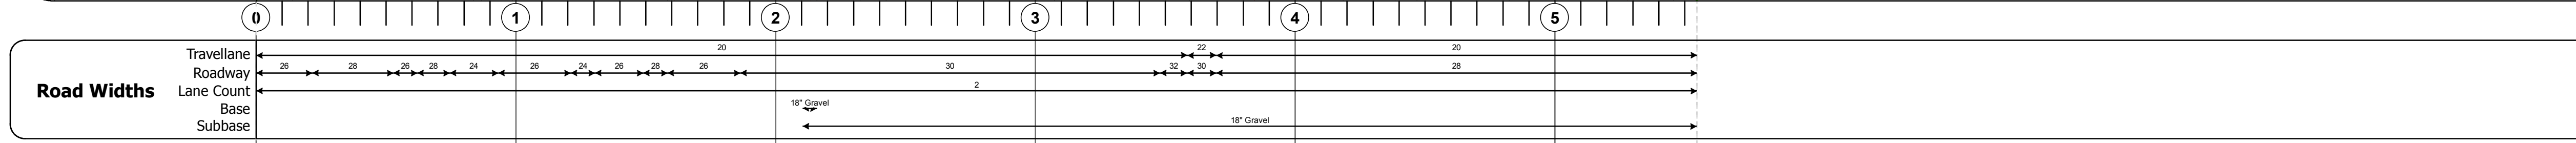 0 1 2 3 4 5
Travellane 20 22 20
Roadway 26 28 26 28 24 26 24 26 28 26 30 32 30 28
Road Widths
Lane Count 2
Base 18" Gravel
Subbase 18" Gravel